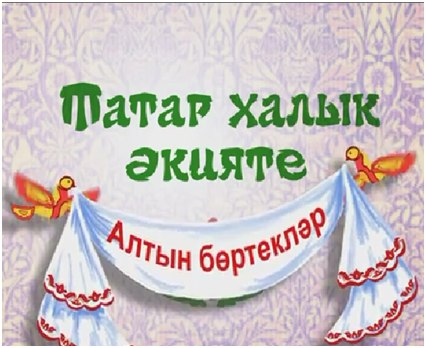 Татар халык
әкияте
Алтын бөртекләр